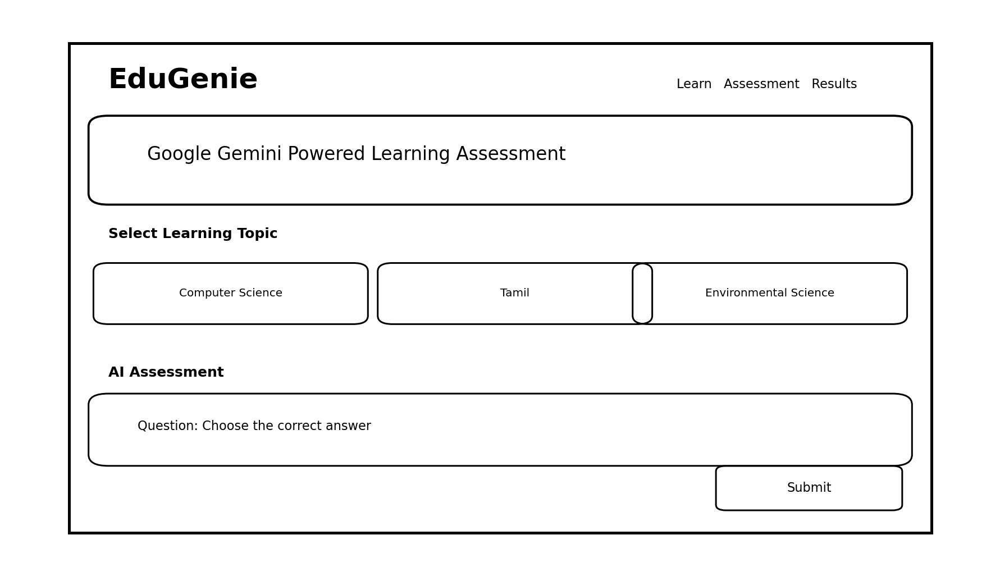 EduGenie
Learn Assessment Results
Google Gemini Powered Learning Assessment
Select Learning Topic
Computer Science
Tamil
Environmental Science
AI Assessment
Question: Choose the correct answer
Submit